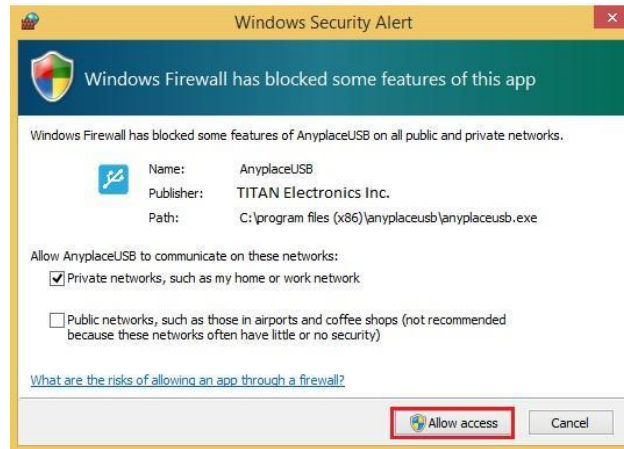 Windows Security Alert
Windows Firewall has blocked some features of this app
Windows Firewall has blocked some features of AnyplaceUSB on all public and private networks.
Name: AnyplaceUSB
Publisher: TITAN Electronics Inc.
Path: C:\program files (x86)\anyplaceusb\anyplaceusb.exe
Allow AnyplaceUSB to communicate on these networks:
Private networks, such as my home or work network
Public networks, such as those in airports and coffee shops (not recommended
because these networks often have little or no security)
What are the risks of allowing an app through a firewall?
Allow access Cancel